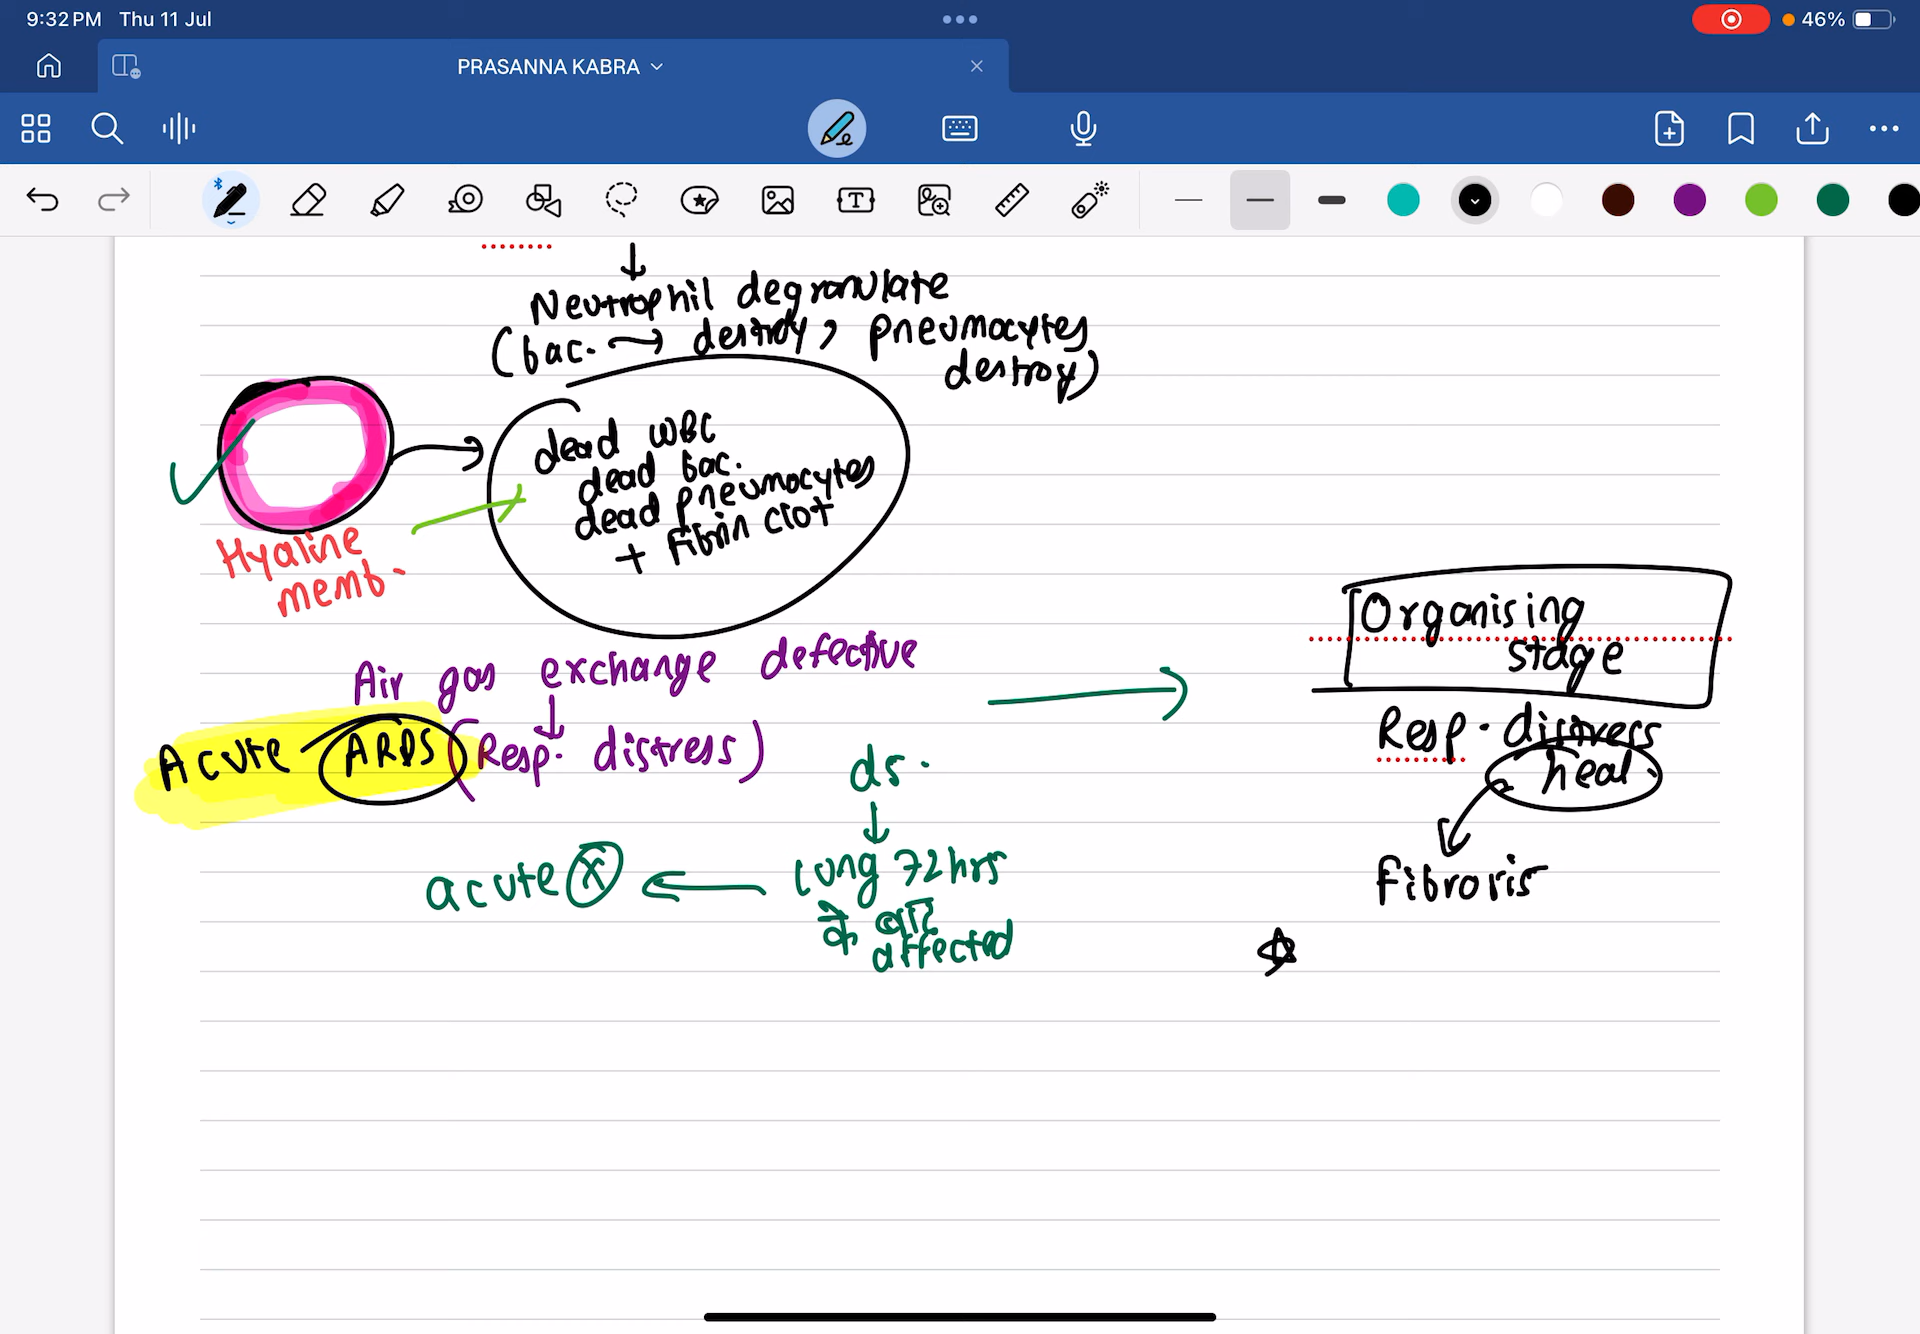 9:32 PM Thu 11 Jul
46%
PRASANNA KABRA
Neutrophil degranulate
(bac. → destroy, pneumocytes
destroy)
dead WBC
dead bac.
dead pneumocytes
+ Fibrin clot
Hyaline
memb.
Organising
stage
Air gas exchange defective
Acute ARDS (Resp. distress)
Resp. distress
heal
Fibrosis
ds.
acute X ← Lung 72hrs
affected